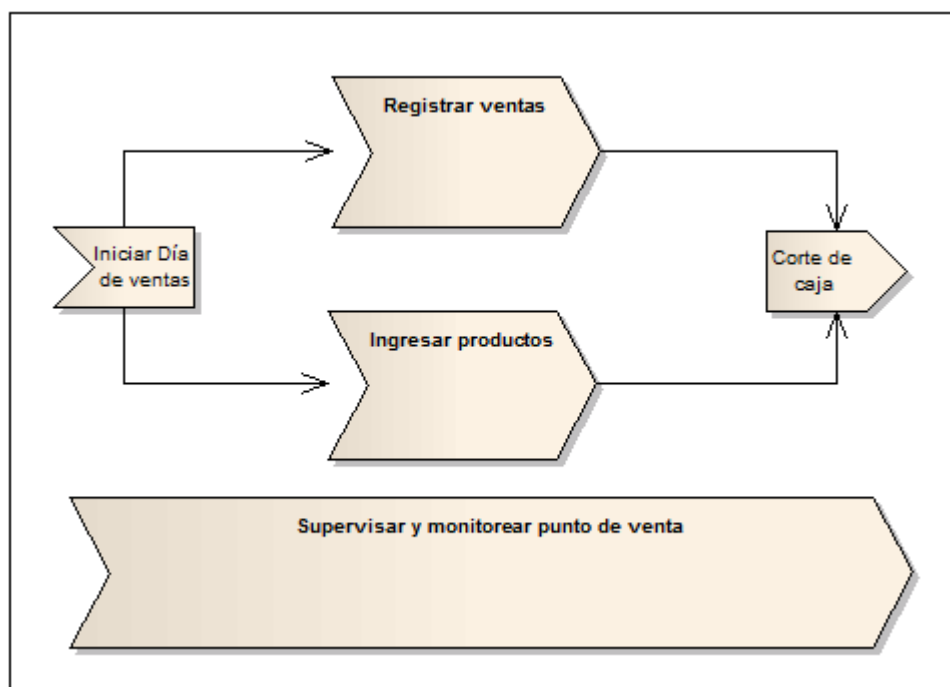 Registrar ventas
Iniciar Día
de ventas
Corte de
caja
Ingresar productos
Supervisar y monitorear punto de venta